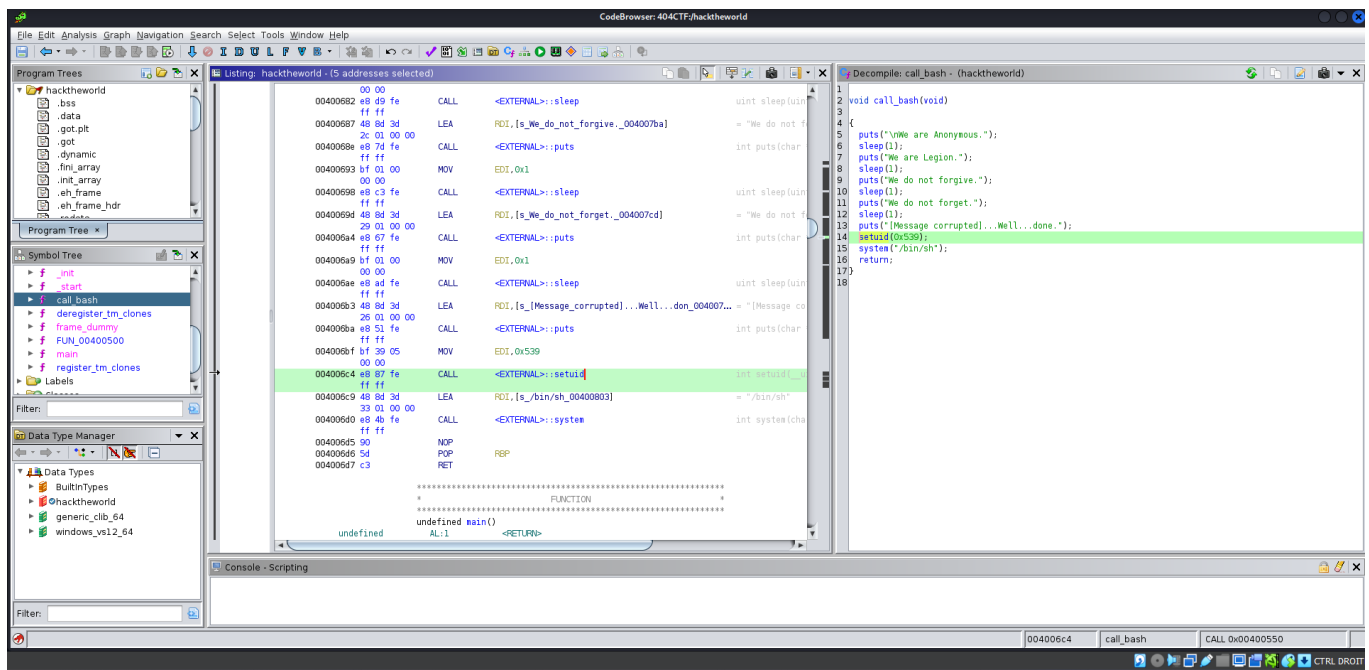 CodeBrowser: 404CTF:/hacktheworld
File Edit Analysis Graph Navigation Search Select Tools Window Help
I D U L F V B
Program Trees
hacktheworld
.bss
.data
.got.plt
.got
.dynamic
.fini_array
.init_array
.eh_frame
.eh_frame_hdr
Program Tree ×
Symbol Tree
f _init
f _start
f call_bash
f deregister_tm_clones
f frame_dummy
f FUN_00400500
f main
f register_tm_clones
Labels
Filter:
Data Type Manager
Data Types
BuiltInTypes
hacktheworld
generic_clib_64
windows_vs12_64
Filter:
Listing: hacktheworld - (5 addresses selected)
00 00
00400682 e8 d9 fe CALL <EXTERNAL>::sleep uint sleep(uin
ff ff
00400687 48 8d 3d LEA RDI,[s_We_do_not_forgive._004007ba] = "We do not f
2c 01 00 00
0040068e e8 7d fe CALL <EXTERNAL>::puts int puts(char
ff ff
00400693 bf 01 00 MOV EDI,0x1
00 00
00400698 e8 c3 fe CALL <EXTERNAL>::sleep uint sleep(uin
ff ff
0040069d 48 8d 3d LEA RDI,[s_We_do_not_forget._004007cd] = "We do not f
29 01 00 00
004006a4 e8 67 fe CALL <EXTERNAL>::puts int puts(char
ff ff
004006a9 bf 01 00 MOV EDI,0x1
00 00
004006ae e8 ad fe CALL <EXTERNAL>::sleep uint sleep(uin
ff ff
004006b3 48 8d 3d LEA RDI,[s_[Message_corrupted]...Well...don_004007... = "[Message co
26 01 00 00
004006ba e8 51 fe CALL <EXTERNAL>::puts int puts(char
ff ff
004006bf bf 39 05 MOV EDI,0x539
00 00
004006c4 e8 87 fe CALL <EXTERNAL>::setuid int setuid(__u
ff ff
004006c9 48 8d 3d LEA RDI,[s_/bin/sh_00400803] = "/bin/sh"
33 01 00 00
004006d0 e8 4b fe CALL <EXTERNAL>::system int system(cha
ff ff
004006d5 90 NOP
004006d6 5d POP RBP
004006d7 c3 RET
**************************************************************
* FUNCTION *
**************************************************************
undefined main()
undefined AL:1 <RETURN>
Decompile: call_bash - (hacktheworld)
1
2 void call_bash(void)
3
4 {
5 puts("\nWe are Anonymous.");
6 sleep(1);
7 puts("We are Legion.");
8 sleep(1);
9 puts("We do not forgive.");
10 sleep(1);
11 puts("We do not forget.");
12 sleep(1);
13 puts("[Message corrupted]...Well...done.");
14 setuid(0x539);
15 system("/bin/sh");
16 return;
17 }
18
Console - Scripting
004006c4 call_bash CALL 0x00400550
CTRL DROIT